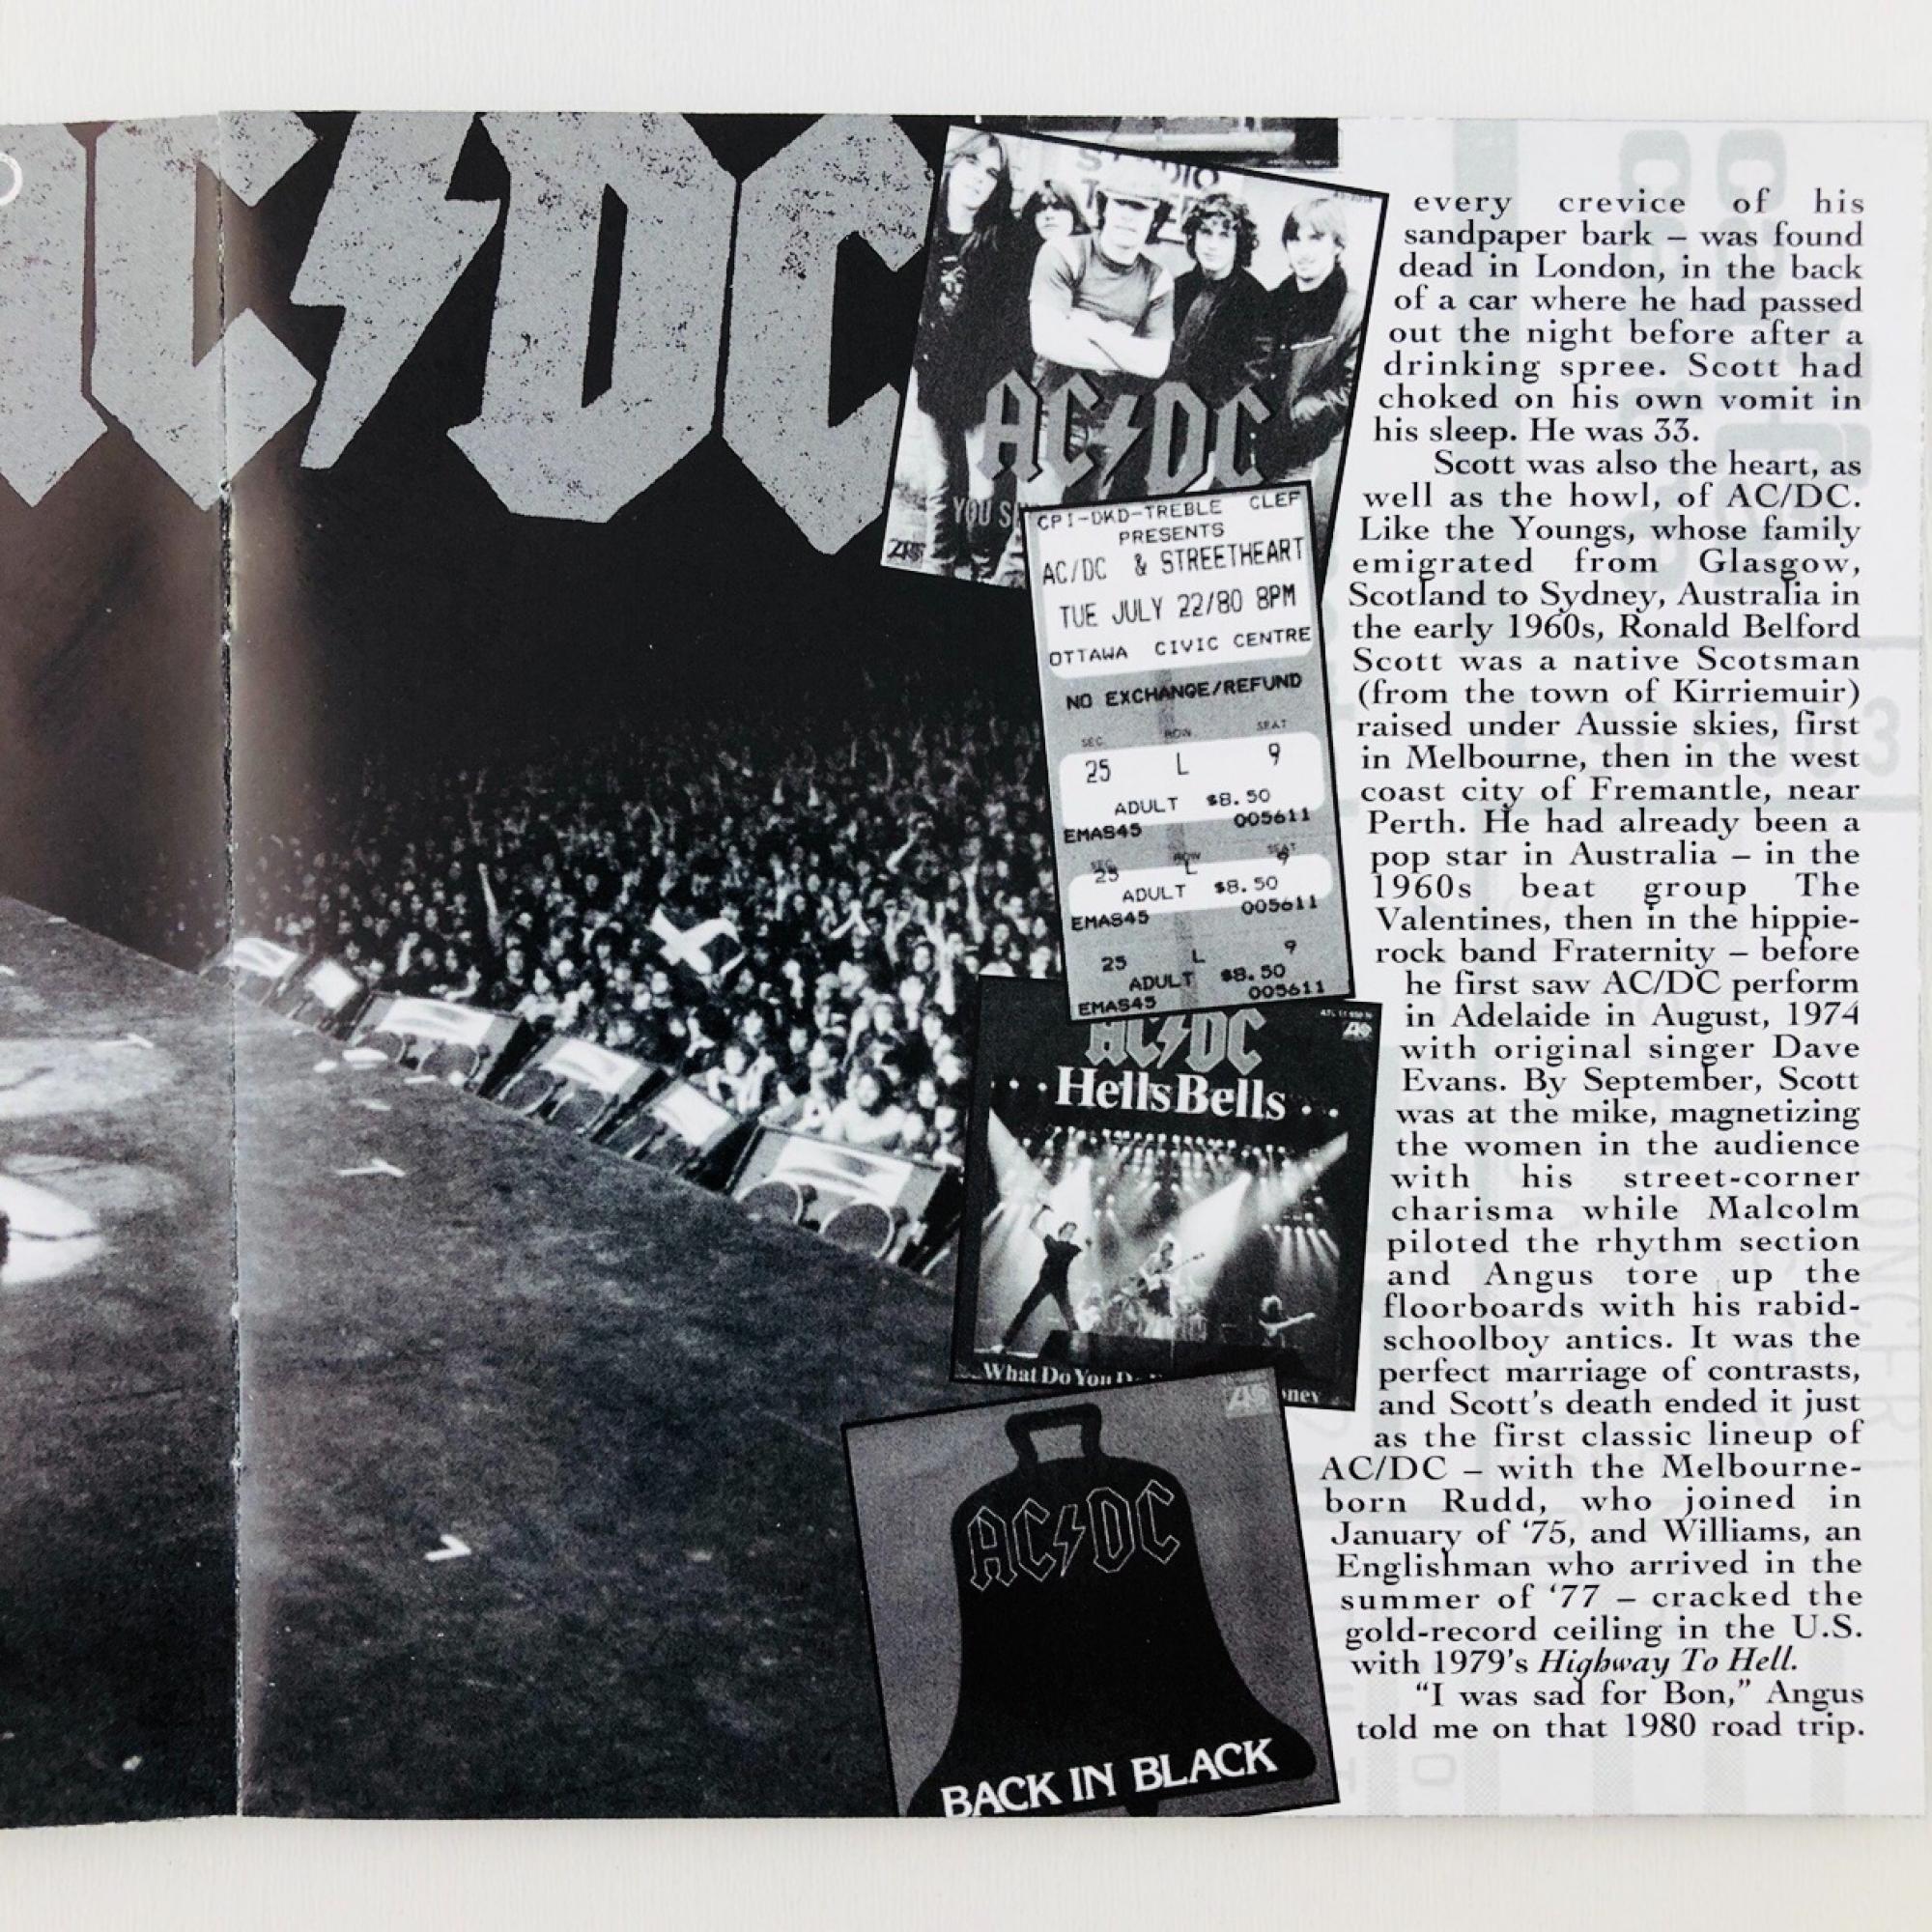 AC/DC
STUDIO
AC/DC
YOU S
CPI-DKD-TREBLE CLEF
PRESENTS
AC/DC & STREETHEART
TUE JULY 22/80 8PM
OTTAWA CIVIC CENTRE
NO EXCHANGE/REFUND
SEC ROW SEAT
25 L 9
ADULT $8.50
EMAS45 005611
SEC ROW SEAT
25 L 9
ADULT $8.50
EMAS45 005611
25 L 9
ADULT $8.50
EMAS45 005611
AC/DC
Hells Bells
What Do You Do
oney
AC/DC
BACK IN BLACK
every crevice of his
sandpaper bark – was found
dead in London, in the back
of a car where he had passed
out the night before after a
drinking spree. Scott had
choked on his own vomit in
his sleep. He was 33.
Scott was also the heart, as
well as the howl, of AC/DC.
Like the Youngs, whose family
emigrated from Glasgow,
Scotland to Sydney, Australia in
the early 1960s, Ronald Belford
Scott was a native Scotsman
(from the town of Kirriemuir)
raised under Aussie skies, first
in Melbourne, then in the west
coast city of Fremantle, near
Perth. He had already been a
pop star in Australia – in the
1960s beat group The
Valentines, then in the hippie-
rock band Fraternity – before
he first saw AC/DC perform
in Adelaide in August, 1974
with original singer Dave
Evans. By September, Scott
was at the mike, magnetizing
the women in the audience
with his street-corner
charisma while Malcolm
piloted the rhythm section
and Angus tore up the
floorboards with his rabid-
schoolboy antics. It was the
perfect marriage of contrasts,
and Scott's death ended it just
as the first classic lineup of
AC/DC – with the Melbourne-
born Rudd, who joined in
January of '75, and Williams, an
Englishman who arrived in the
summer of '77 – cracked the
gold-record ceiling in the U.S.
with 1979's Highway To Hell.
"I was sad for Bon," Angus
told me on that 1980 road trip.